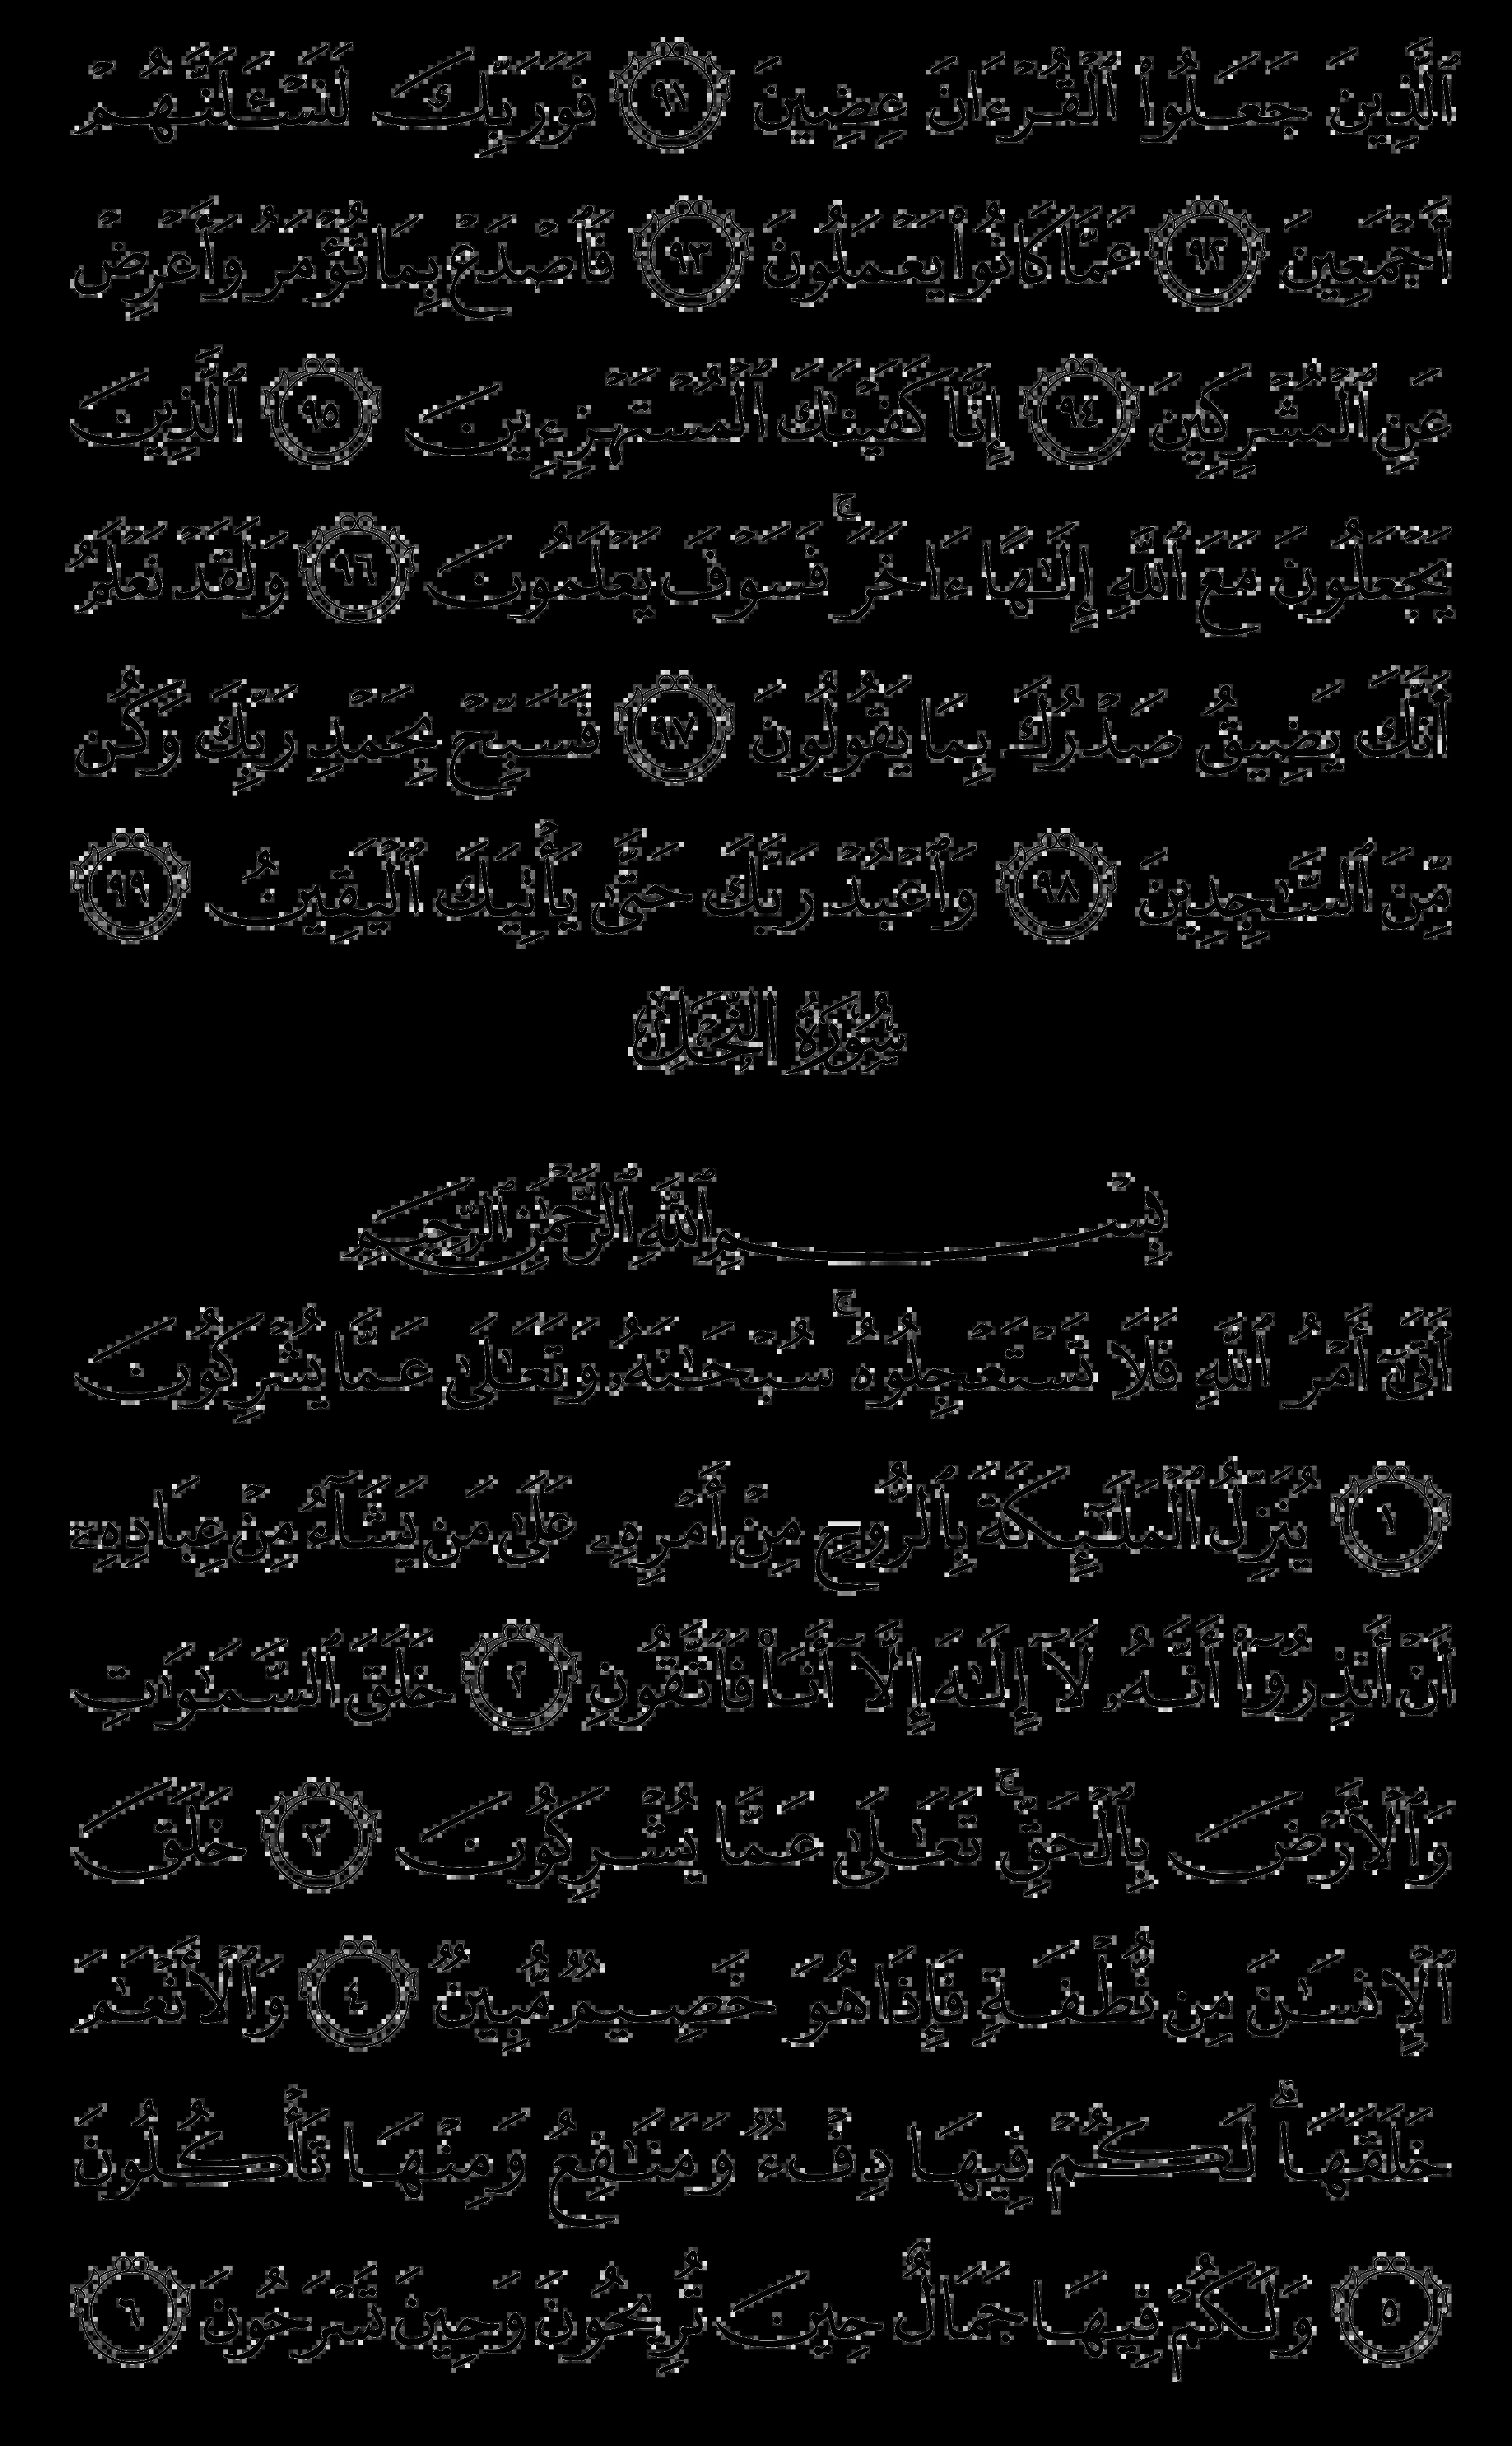 ٱلَّذِينَ جَعَلُوا۟ ٱلْقُرْءَانَ عِضِينَ ٩١ فَوَرَبِّكَ لَنَسْـَٔلَنَّهُمْ
أَجْمَعِينَ ٩٢ عَمَّا كَانُوا۟ يَعْمَلُونَ ٩٣ فَٱصْدَعْ بِمَا تُؤْمَرُ وَأَعْرِضْ
عَنِ ٱلْمُشْرِكِينَ ٩٤ إِنَّا كَفَيْنَـٰكَ ٱلْمُسْتَهْزِءِينَ ٩٥ ٱلَّذِينَ
يَجْعَلُونَ مَعَ ٱللَّهِ إِلَـٰهًا ءَاخَرَ ۚ فَسَوْفَ يَعْلَمُونَ ٩٦ وَلَقَدْ نَعْلَمُ
أَنَّكَ يَضِيقُ صَدْرُكَ بِمَا يَقُولُونَ ٩٧ فَسَبِّحْ بِحَمْدِ رَبِّكَ وَكُن
مِّنَ ٱلسَّـٰجِدِينَ ٩٨ وَٱعْبُدْ رَبَّكَ حَتَّىٰ يَأْتِيَكَ ٱلْيَقِينُ ٩٩
سُورَةُ النَّحْلِ
بِسْمِ ٱللَّهِ ٱلرَّحْمَـٰنِ ٱلرَّحِيمِ
أَتَىٰٓ أَمْرُ ٱللَّهِ فَلَا تَسْتَعْجِلُوهُ ۚ سُبْحَـٰنَهُۥ وَتَعَـٰلَىٰ عَمَّا يُشْرِكُونَ
١ يُنَزِّلُ ٱلْمَلَـٰٓئِكَةَ بِٱلرُّوحِ مِنْ أَمْرِهِۦ عَلَىٰ مَن يَشَآءُ مِنْ عِبَادِهِۦٓ
أَنْ أَنذِرُوٓا۟ أَنَّهُۥ لَآ إِلَـٰهَ إِلَّآ أَنَا۠ فَٱتَّقُونِ ٢ خَلَقَ ٱلسَّمَـٰوَٰتِ
وَٱلْأَرْضَ بِٱلْحَقِّ ۚ تَعَـٰلَىٰ عَمَّا يُشْرِكُونَ ٣ خَلَقَ
ٱلْإِنسَـٰنَ مِن نُّطْفَةٍ فَإِذَا هُوَ خَصِيمٌ مُّبِينٌ ٤ وَٱلْأَنْعَـٰمَ
خَلَقَهَا ۗ لَكُمْ فِيهَا دِفْءٌ وَمَنَـٰفِعُ وَمِنْهَا تَأْكُلُونَ
٥ وَلَكُمْ فِيهَا جَمَالٌ حِينَ تُرِيحُونَ وَحِينَ تَسْرَحُونَ ٦